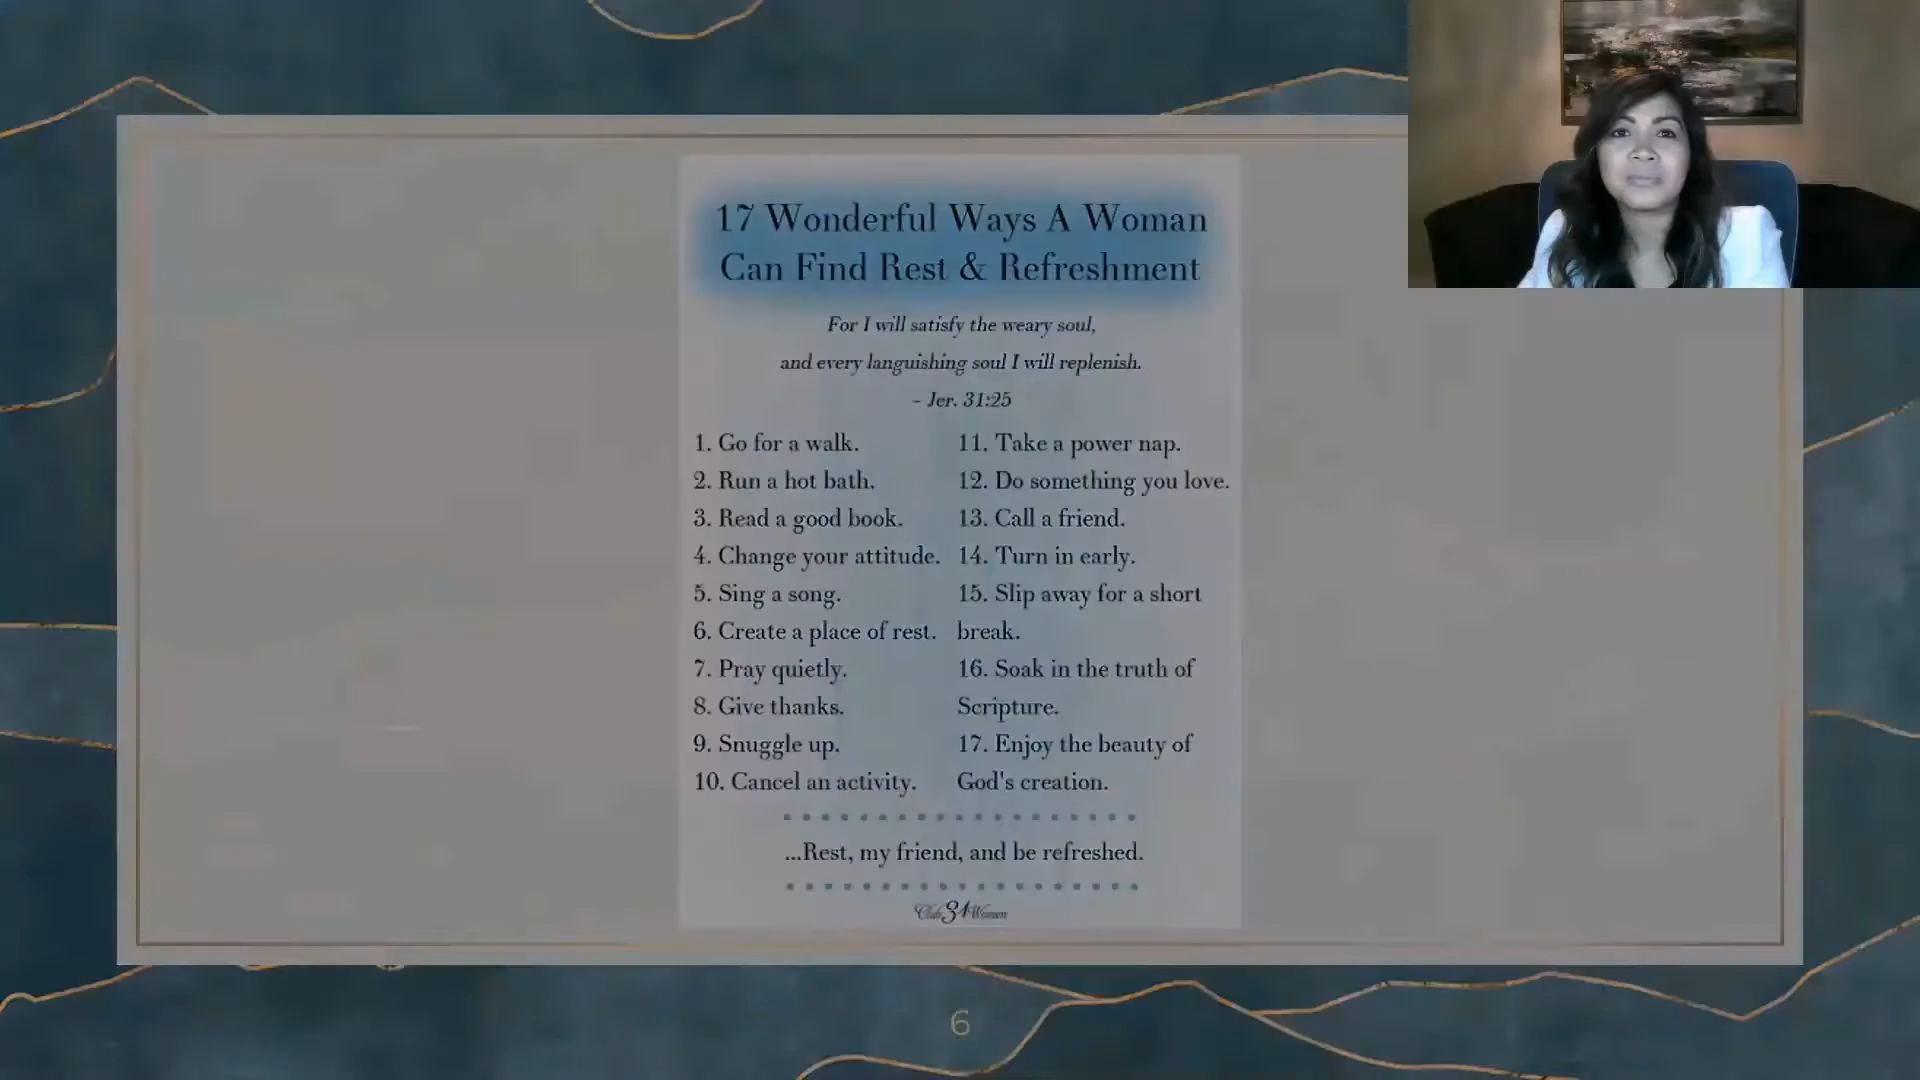 17 Wonderful Ways A Woman
Can Find Rest & Refreshment
For I will satisfy the weary soul,
and every languishing soul I will replenish.
- Jer. 31:25
1. Go for a walk.
2. Run a hot bath.
3. Read a good book.
4. Change your attitude.
5. Sing a song.
6. Create a place of rest.
7. Pray quietly.
8. Give thanks.
9. Snuggle up.
10. Cancel an activity.
11. Take a power nap.
12. Do something you love.
13. Call a friend.
14. Turn in early.
15. Slip away for a short
break.
16. Soak in the truth of
Scripture.
17. Enjoy the beauty of
God's creation.
...Rest, my friend, and be refreshed.
Club 31 Women
6